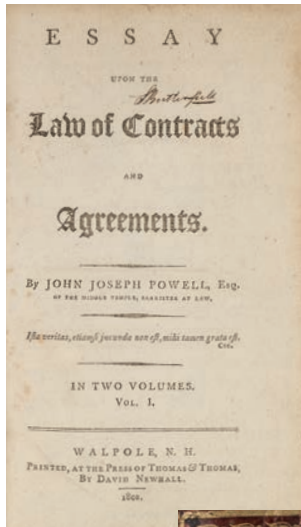 ESSAY
UPON THE
Law of Contracts
AND
Agreements.
By JOHN JOSEPH POWELL, Esq.
OF THE MIDDLE TEMPLE, BARRISTER AT LAW.
Iſta veritas, etiamſi jucunda non eſt, mihi tamen grata eſt.
Cic.
IN TWO VOLUMES.
VOL. I.
WALPOLE, N. H.
PRINTED, AT THE PRESS OF THOMAS & THOMAS,
BY DAVID NEWHALL.
1802.